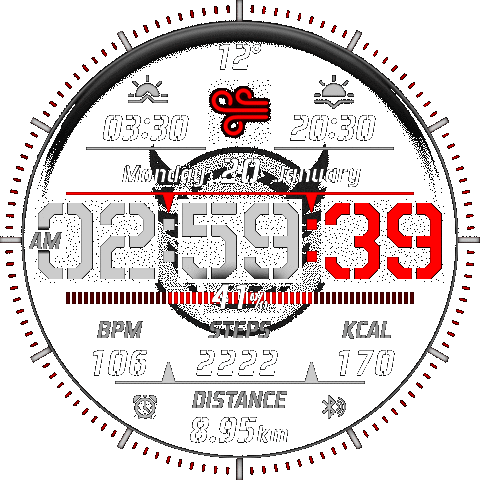 12°
03:30 20:30
Monday 20 January
AM 02:59:39
41%
BPM STEPS KCAL
106 2222 170
DISTANCE
8.95km